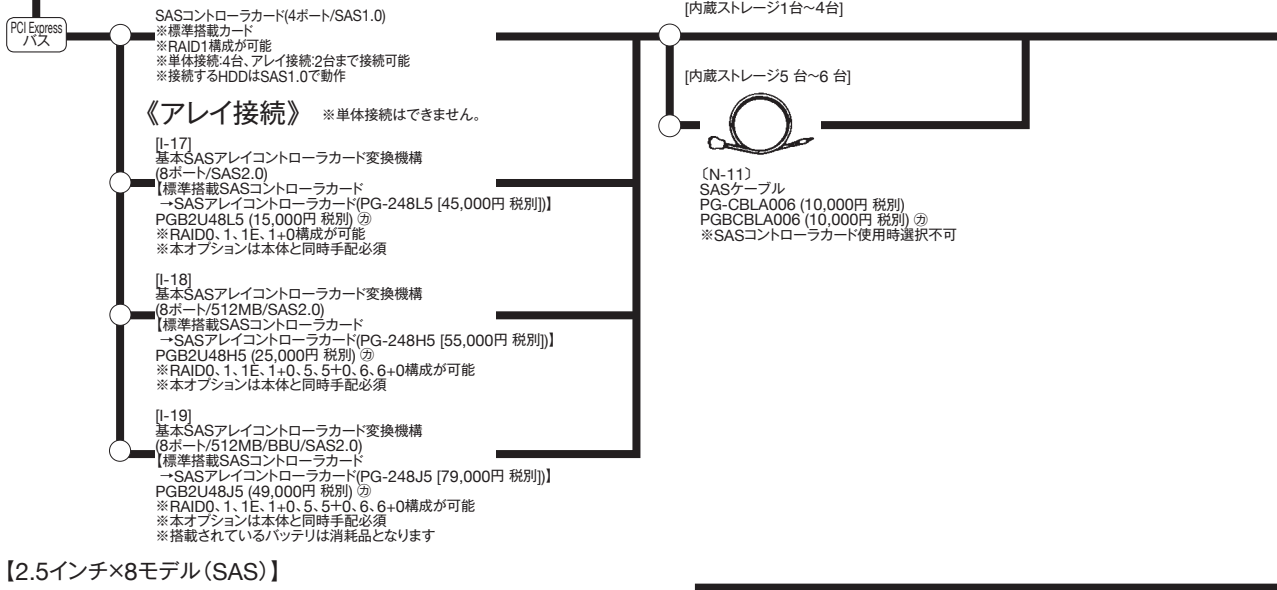 PCI Express
バス
SASコントローラカード(4ポート/SAS1.0)
※標準搭載カード
※RAID1構成が可能
※単体接続:4台、アレイ接続:2台まで接続可能
※接続するHDDはSAS1.0で動作
《アレイ接続》 ※単体接続はできません。
[I-17]
基本SASアレイコントローラカード変換機構
(8ポート/SAS2.0)
【標準搭載SASコントローラカード
→SASアレイコントローラカード(PG-248L5 [45,000円 税別])】
PGB2U48L5 (15,000円 税別) ㋕
※RAID0、1、1E、1+0構成が可能
※本オプションは本体と同時手配必須
[I-18]
基本SASアレイコントローラカード変換機構
(8ポート/512MB/SAS2.0)
【標準搭載SASコントローラカード
→SASアレイコントローラカード(PG-248H5 [55,000円 税別])】
PGB2U48H5 (25,000円 税別) ㋕
※RAID0、1、1E、1+0、5、5+0、6、6+0構成が可能
※本オプションは本体と同時手配必須
[I-19]
基本SASアレイコントローラカード変換機構
(8ポート/512MB/BBU/SAS2.0)
【標準搭載SASコントローラカード
→SASアレイコントローラカード(PG-248J5 [79,000円 税別])】
PGB2U48J5 (49,000円 税別) ㋕
※RAID0、1、1E、1+0、5、5+0、6、6+0構成が可能
※本オプションは本体と同時手配必須
※搭載されているバッテリは消耗品となります
[内蔵ストレージ1台~4台]
[内蔵ストレージ5 台~6 台]
〔N-11〕
SASケーブル
PG-CBLA006 (10,000円 税別)
PGBCBLA006 (10,000円 税別) ㋕
※SASコントローラカード使用時選択不可
【2.5インチ×8モデル(SAS)】